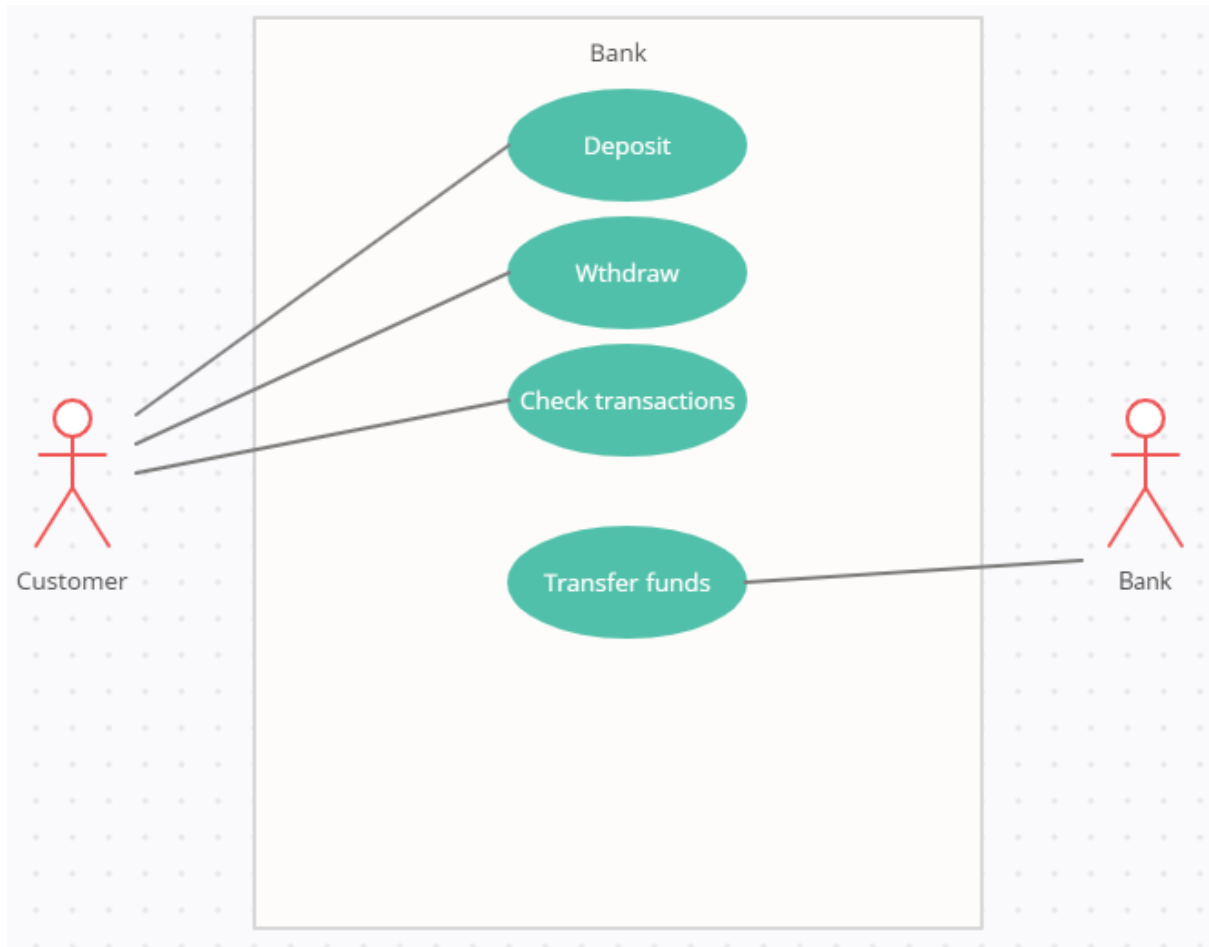 Bank
Deposit
Wthdraw
Check transactions
Transfer funds
Customer
Bank